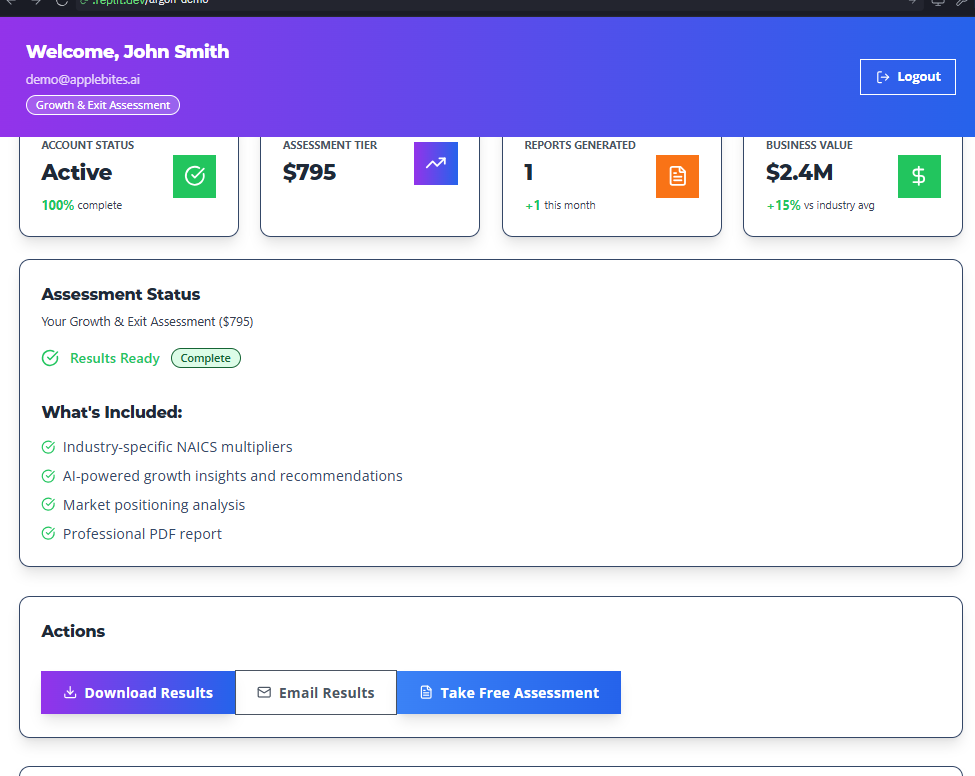 .replit.dev/argon-demo
Welcome, John Smith
demo@applebites.ai
Growth & Exit Assessment
Logout
ACCOUNT STATUS
Active
100% complete
ASSESSMENT TIER
$795
REPORTS GENERATED
1
+1 this month
BUSINESS VALUE
$2.4M
+15% vs industry avg
Assessment Status
Your Growth & Exit Assessment ($795)
Results Ready
Complete
What's Included:
Industry-specific NAICS multipliers
AI-powered growth insights and recommendations
Market positioning analysis
Professional PDF report
Actions
Download Results
Email Results
Take Free Assessment